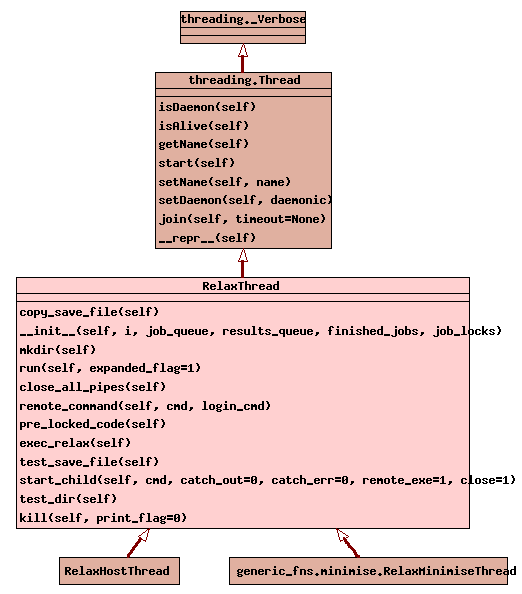 threading._Verbose
threading.Thread
isDaemon(self)
isAlive(self)
getName(self)
start(self)
setName(self, name)
setDaemon(self, daemonic)
join(self, timeout=None)
__repr__(self)
RelaxThread
copy_save_file(self)
__init__(self, i, job_queue, results_queue, finished_jobs, job_locks)
mkdir(self)
run(self, expanded_flag=1)
close_all_pipes(self)
remote_command(self, cmd, login_cmd)
pre_locked_code(self)
exec_relax(self)
test_save_file(self)
start_child(self, cmd, catch_out=0, catch_err=0, remote_exe=1, close=1)
test_dir(self)
kill(self, print_flag=0)
RelaxHostThread
generic_fns.minimise.RelaxMinimiseThread